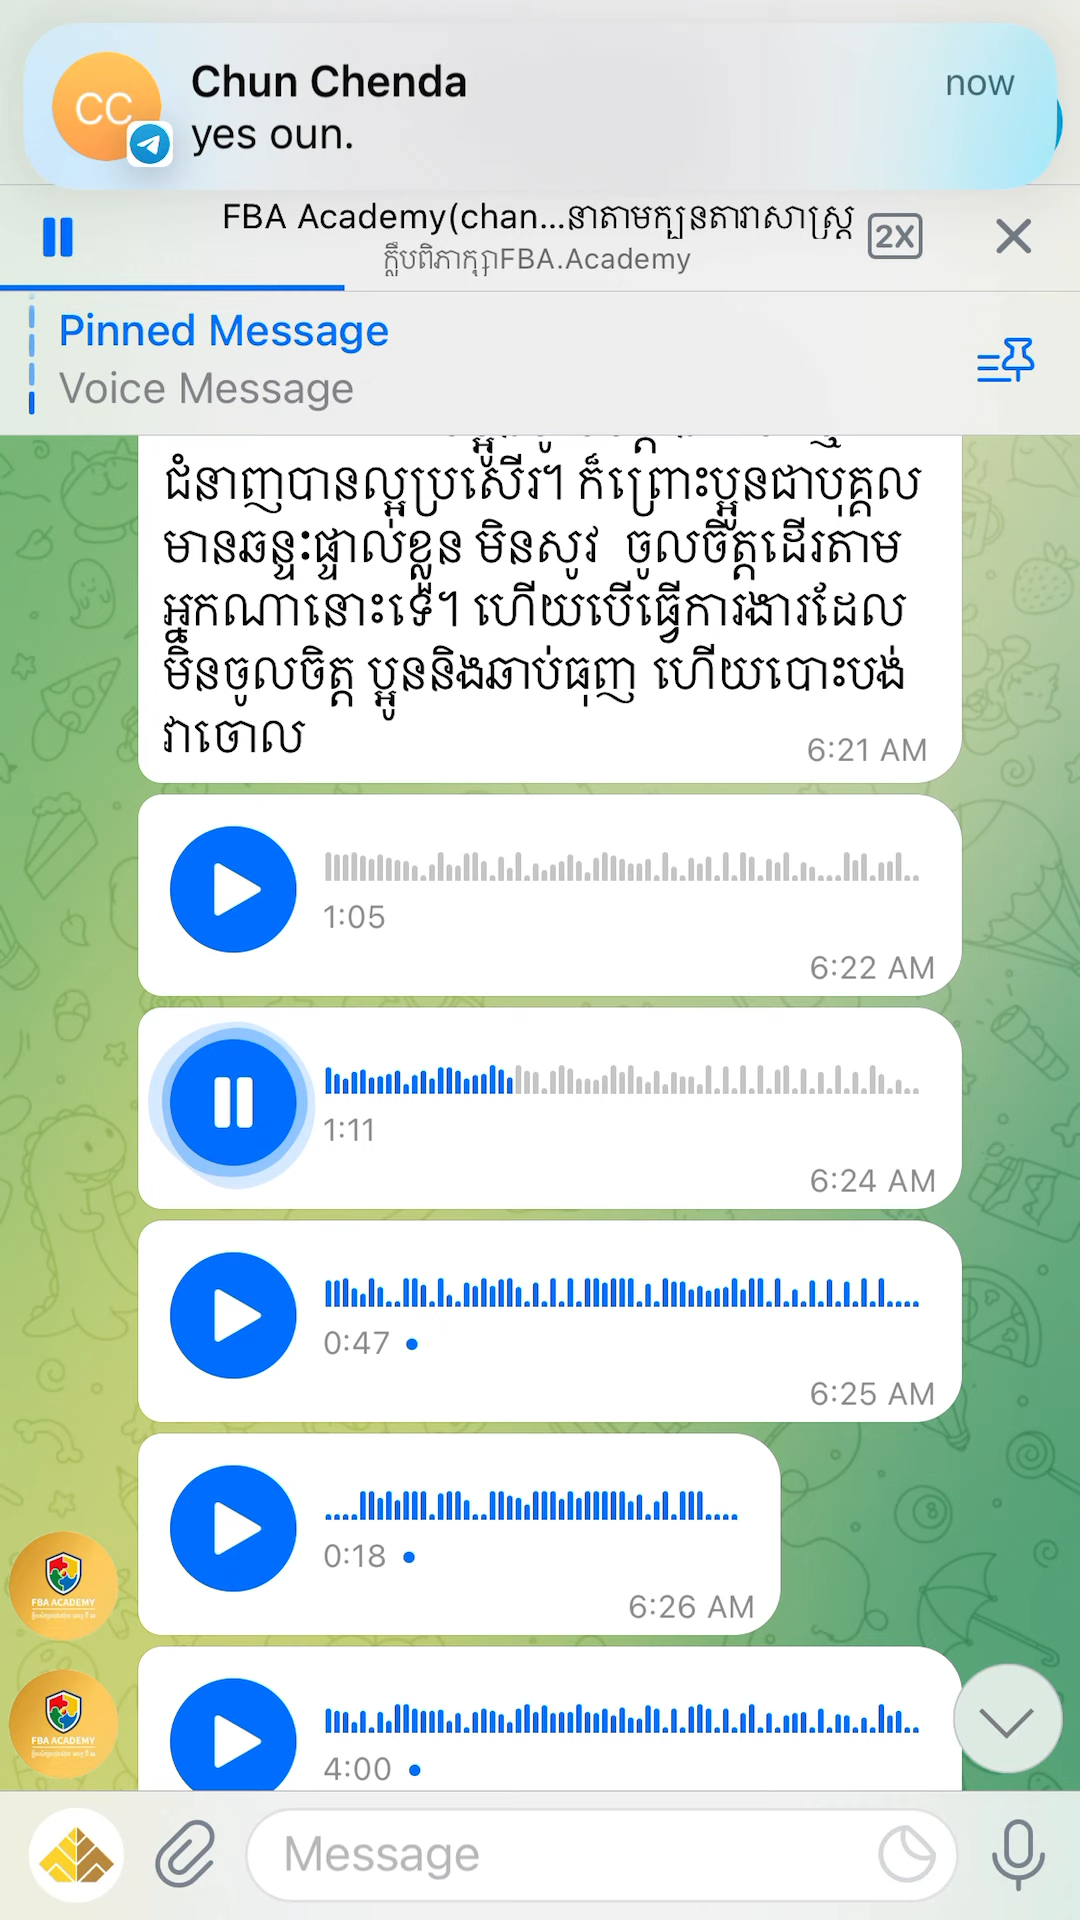 CC
Chun Chenda
now
yes oun.
FBA Academy(chan...នាតាមក្បួនតារាសាស្ត្រ
2X
ក្លឹបពិភាក្សាFBA.Academy
Pinned Message
Voice Message
ជំនាញបានល្អប្រសើរ។ ក៏ព្រោះប្អូនជាបុគ្គល
មានឆន្ទះផ្ទាល់ខ្លួន មិនសូវ ចូលចិត្តដើរតាម
អ្នកណានោះទេ។ ហើយបើធ្វើការងារដែល
មិនចូលចិត្ត ប្អូននិងឆាប់ធុញ ហើយបោះបង់
វាចោល
6:21 AM
1:05
6:22 AM
1:11
6:24 AM
0:47
6:25 AM
0:18
6:26 AM
FBA ACADEMY
FBA ACADEMY
4:00
Message